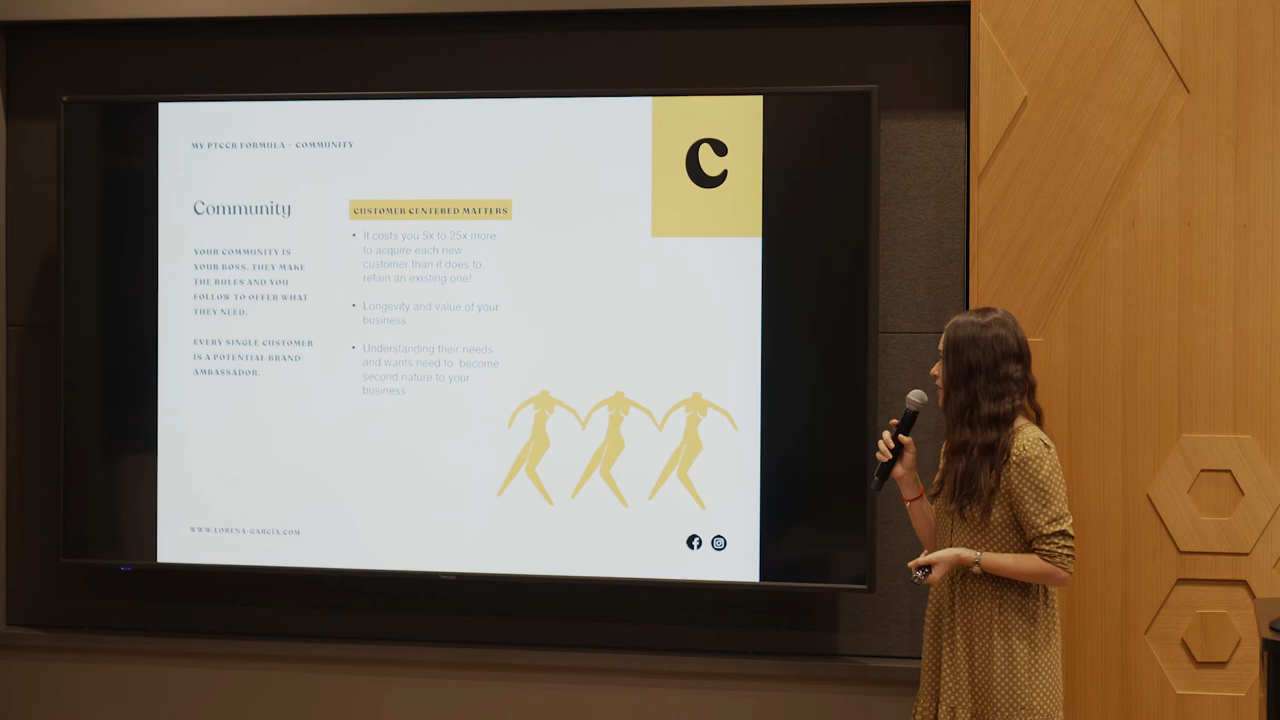 MY PTCCR FORMULA - COMMUNITY
C
Community
YOUR COMMUNITY IS
YOUR BOSS. THEY MAKE
THE RULES AND YOU
FOLLOW TO OFFER WHAT
THEY NEED.
EVERY SINGLE CUSTOMER
IS A POTENTIAL BRAND
AMBASSADOR.
CUSTOMER CENTERED MATTERS
• It costs you 5x to 25x more
to acquire each new
customer than it does to
retain an existing one!
• Longevity and value of your
business
• Understanding their needs
and wants need to become
second nature to your
business
WWW.LORENA-GARCÍA.COM